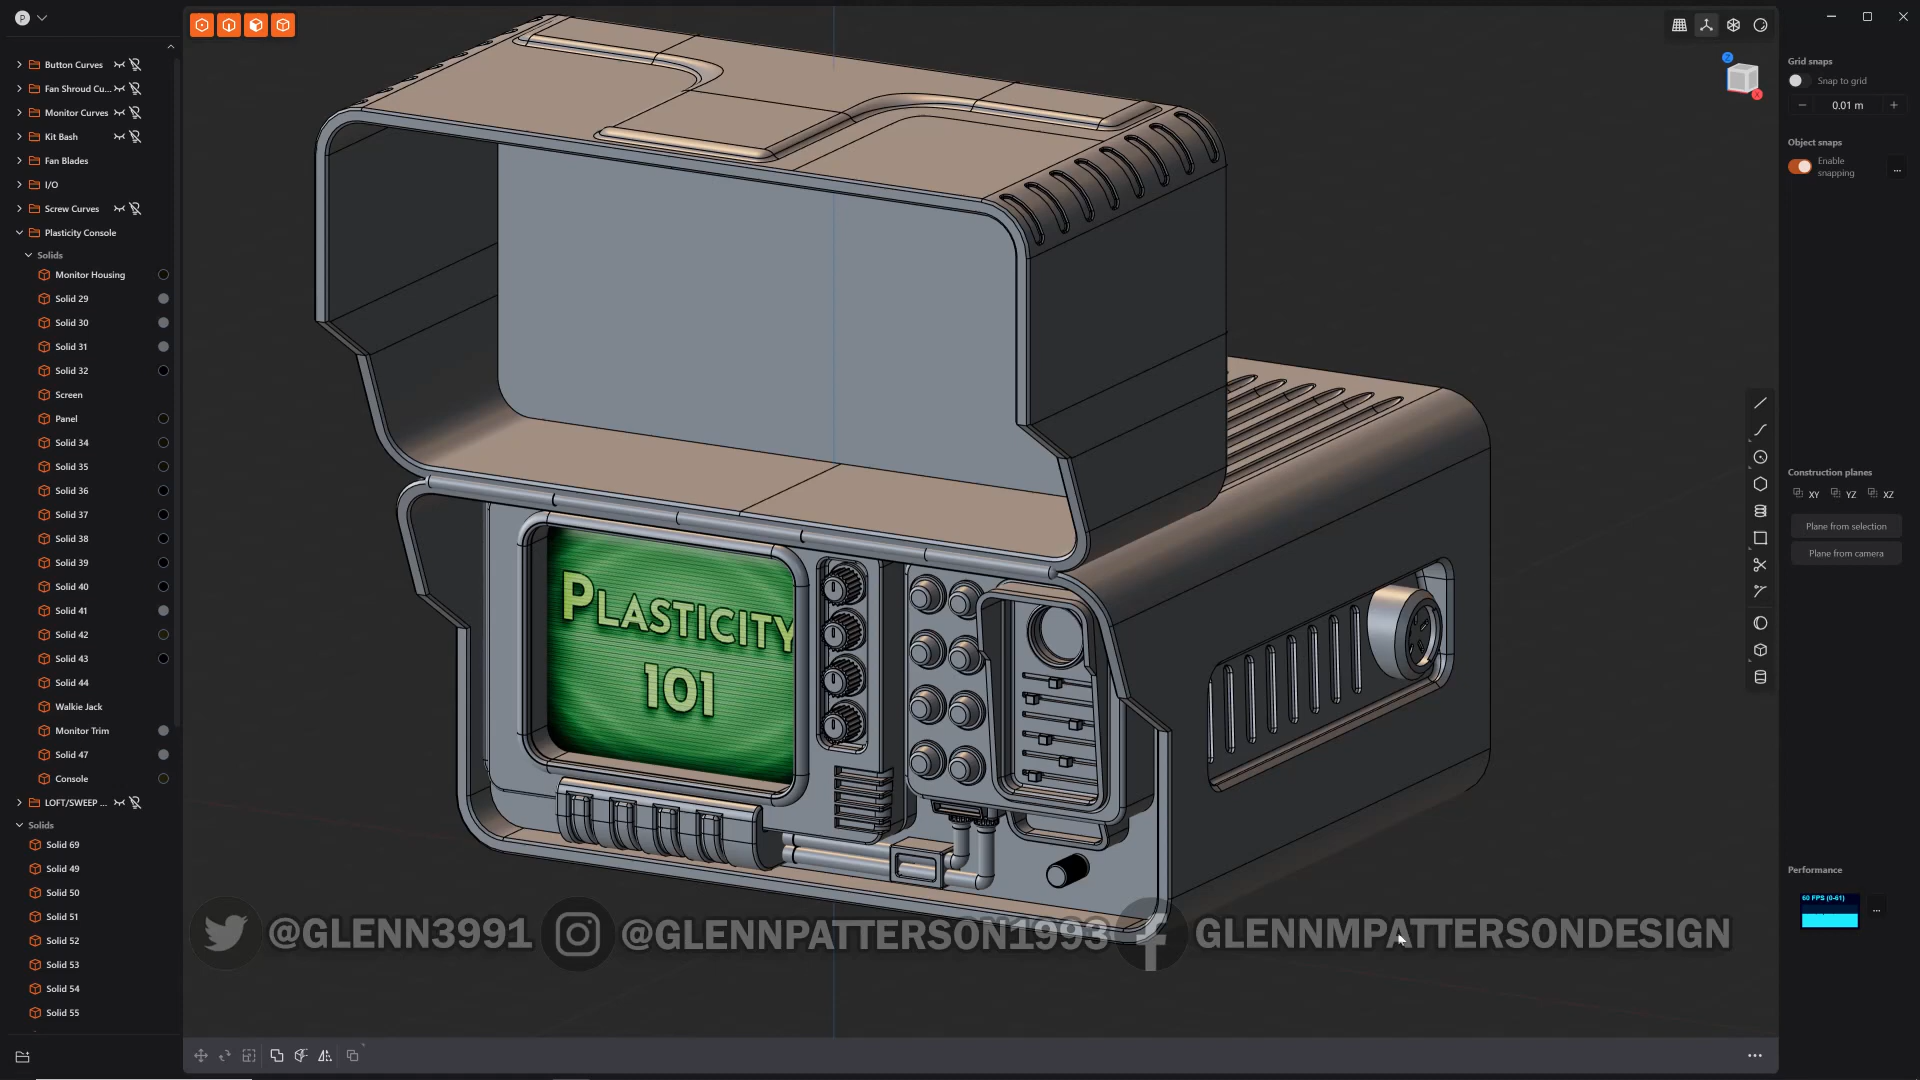 P
Button Curves
Fan Shroud Cu...
Monitor Curves
Kit Bash
Fan Blades
I/O
Screw Curves
Plasticity Console
Solids
Monitor Housing
Solid 29
Solid 30
Solid 31
Solid 32
Screen
Panel
Solid 34
Solid 35
Solid 36
Solid 37
Solid 38
Solid 39
Solid 40
Solid 41
Solid 42
Solid 43
Solid 44
Walkie Jack
Monitor Trim
Solid 47
Console
LOFT/SWEEP ...
Solids
Solid 69
Solid 49
Solid 50
Solid 51
Solid 52
Solid 53
Solid 54
Solid 55
PLASTICITY
101
@GLENN3991 @GLENNPATTERSON1993 GLENNMPATTERSONDESIGN
Z
X
Grid snaps
Snap to grid
0.01 m
Object snaps
Enable
snapping
Construction planes
XY YZ XZ
Plane from selection
Plane from camera
Performance
60 FPS (0-61)